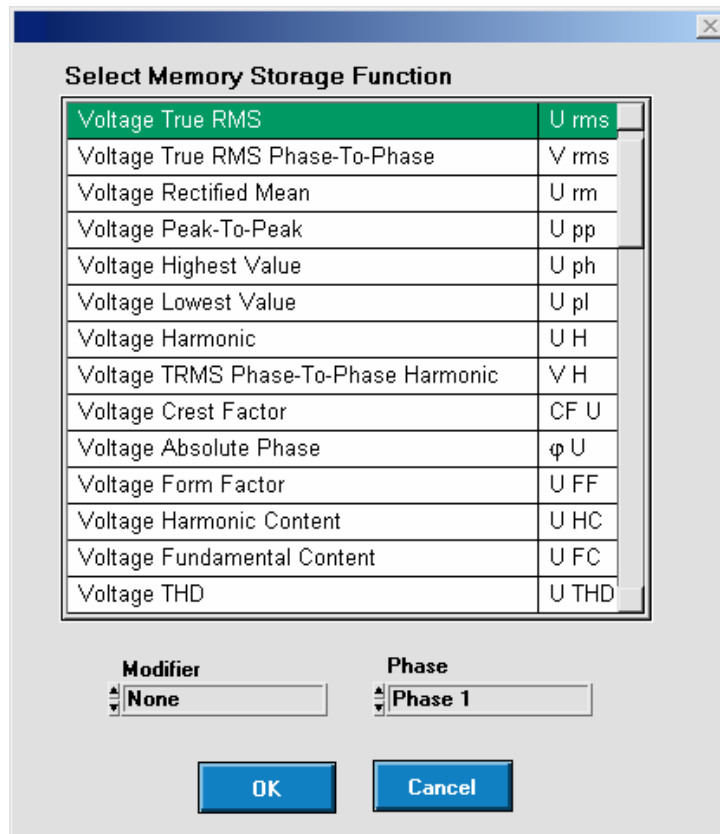 Select Memory Storage Function
Voltage True RMS U rms
Voltage True RMS Phase-To-Phase V rms
Voltage Rectified Mean U rm
Voltage Peak-To-Peak U pp
Voltage Highest Value U ph
Voltage Lowest Value U pl
Voltage Harmonic U H
Voltage TRMS Phase-To-Phase Harmonic V H
Voltage Crest Factor CF U
Voltage Absolute Phase φ U
Voltage Form Factor U FF
Voltage Harmonic Content U HC
Voltage Fundamental Content U FC
Voltage THD U THD
Modifier Phase
None Phase 1
OK Cancel